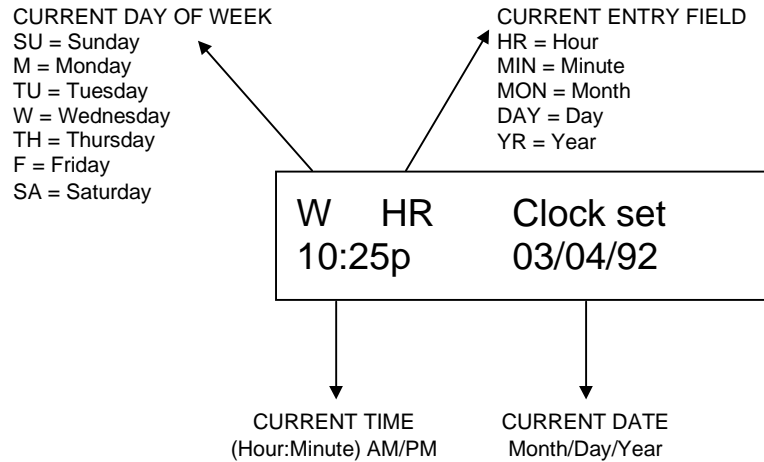 CURRENT DAY OF WEEK
SU = Sunday
M = Monday
TU = Tuesday
W = Wednesday
TH = Thursday
F = Friday
SA = Saturday
CURRENT ENTRY FIELD
HR = Hour
MIN = Minute
MON = Month
DAY = Day
YR = Year
W HR Clock set
10:25p 03/04/92
CURRENT TIME
(Hour:Minute) AM/PM
CURRENT DATE
Month/Day/Year